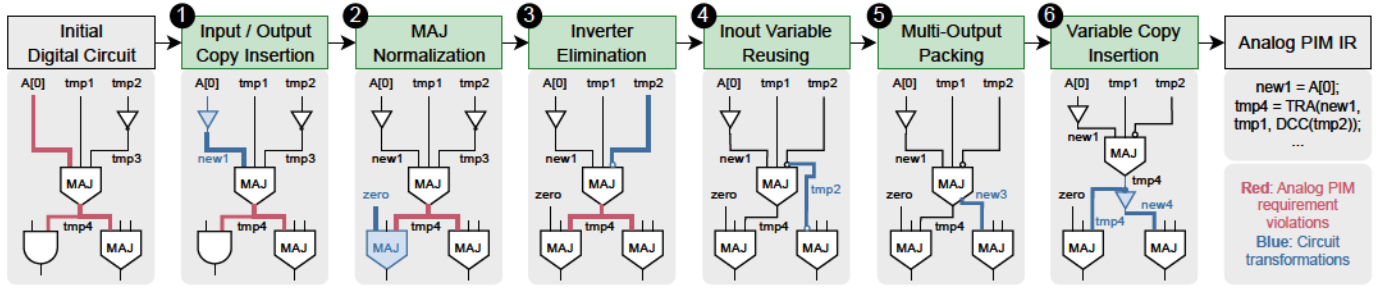 Initial
Digital Circuit
A[0] tmp1 tmp2
tmp3
MAJ
tmp4
MAJ
1
Input / Output
Copy Insertion
A[0] tmp1 tmp2
new1
tmp3
MAJ
tmp4
MAJ
2
MAJ
Normalization
A[0] tmp1 tmp2
new1
tmp3
MAJ
zero
tmp4
MAJ
MAJ
3
Inverter
Elimination
A[0] tmp1 tmp2
new1
MAJ
zero
tmp4
MAJ
MAJ
4
Inout Variable
Reusing
A[0] tmp1 tmp2
new1
MAJ
tmp2
zero
tmp4
MAJ
MAJ
5
Multi-Output
Packing
A[0] tmp1 tmp2
new1
MAJ
zero
new3
tmp4
MAJ
MAJ
6
Variable Copy
Insertion
A[0] tmp1 tmp2
new1
MAJ
tmp4
zero
new4
tmp4
MAJ
MAJ
Analog PIM IR
new1 = A[0];
tmp4 = TRA(new1,
tmp1, DCC(tmp2));
...
Red: Analog PIM
requirement
violations
Blue: Circuit
transformations